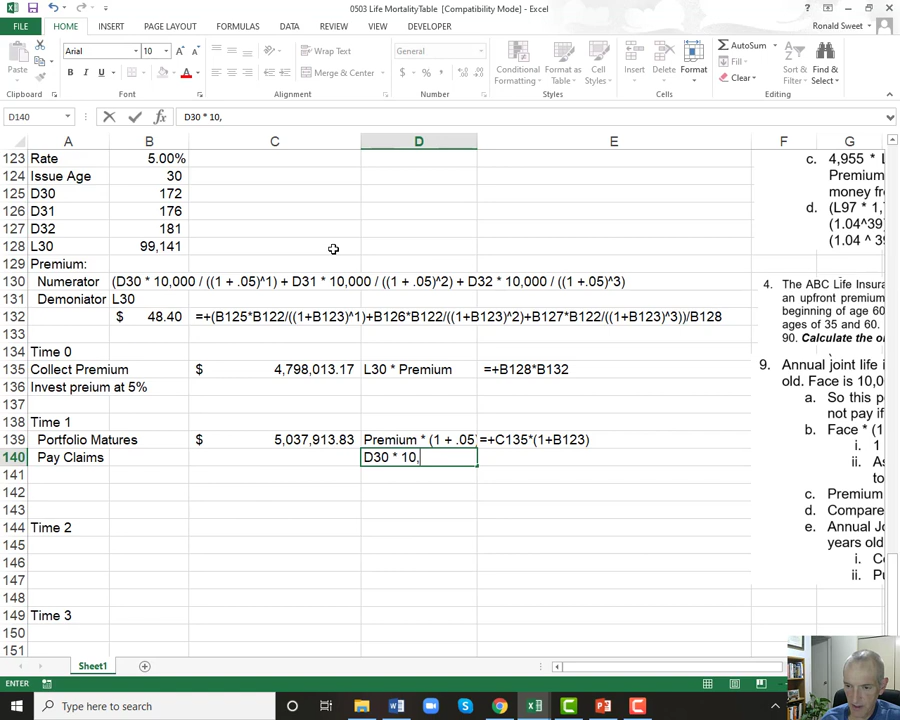 0503 Life MortalityTable [Compatibility Mode] - Excel
FILE HOME INSERT PAGE LAYOUT FORMULAS DATA REVIEW VIEW DEVELOPER Ronald Sweet
Paste Arial 10 Wrap Text General Conditional Formatting Format as Table Cell Styles Insert Delete Format AutoSum Fill Clear Sort & Filter Find & Select
B I U A Merge & Center $ % ,
Clipboard Font Alignment Number Styles Cells Editing
D140 fx D30 * 10,
A B C D E F G
123 Rate 5.00%
124 Issue Age 30
125 D30 172
126 D31 176
127 D32 181
128 L30 99,141
129 Premium:
130 Numerator (D30 * 10,000 / ((1 + .05)^1) + D31 * 10,000 / ((1 + .05)^2) + D32 * 10,000 / ((1 + .05)^3)
131 Demoniator L30
132 $ 48.40 =+(B125*B122/((1+B123)^1)+B126*B122/((1+B123)^2)+B127*B122/((1+B123)^3))/B128
133
134 Time 0
135 Collect Premium $ 4,798,013.17 L30 * Premium =+B128*B132
136 Invest preium at 5%
137
138 Time 1
139 Portfolio Matures $ 5,037,913.83 Premium * (1 + .05) =+C135*(1+B123)
140 Pay Claims D30 * 10,
141
142
143
144 Time 2
145
146
147
148
149 Time 3
150
151
c. 4,955 * L
Premium
money fr
d. (L97 * 1,7
(1.04^39)
(1.04 ^ 39
4. The ABC Life Insura
an upfront premium
beginning of age 60
ages of 35 and 60.
90. Calculate the o
9. Annual joint life i
old. Face is 10,0
a. So this p
not pay if
b. Face * (1
i. 1
ii. As
to
c. Premium
d. Compare
e. Annual Jo
years old
i. C
ii. Pu
Sheet1
ENTER
Type here to search